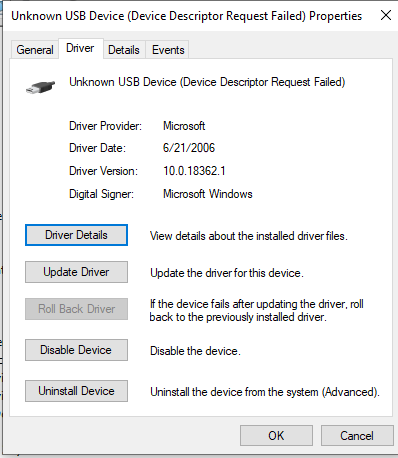 Unknown USB Device (Device Descriptor Request Failed) Properties
General Driver Details Events
Unknown USB Device (Device Descriptor Request Failed)
Driver Provider: Microsoft
Driver Date: 6/21/2006
Driver Version: 10.0.18362.1
Digital Signer: Microsoft Windows
Driver Details View details about the installed driver files.
Update Driver Update the driver for this device.
Roll Back Driver If the device fails after updating the driver, roll
back to the previously installed driver.
Disable Device Disable the device.
Uninstall Device Uninstall the device from the system (Advanced).
OK Cancel